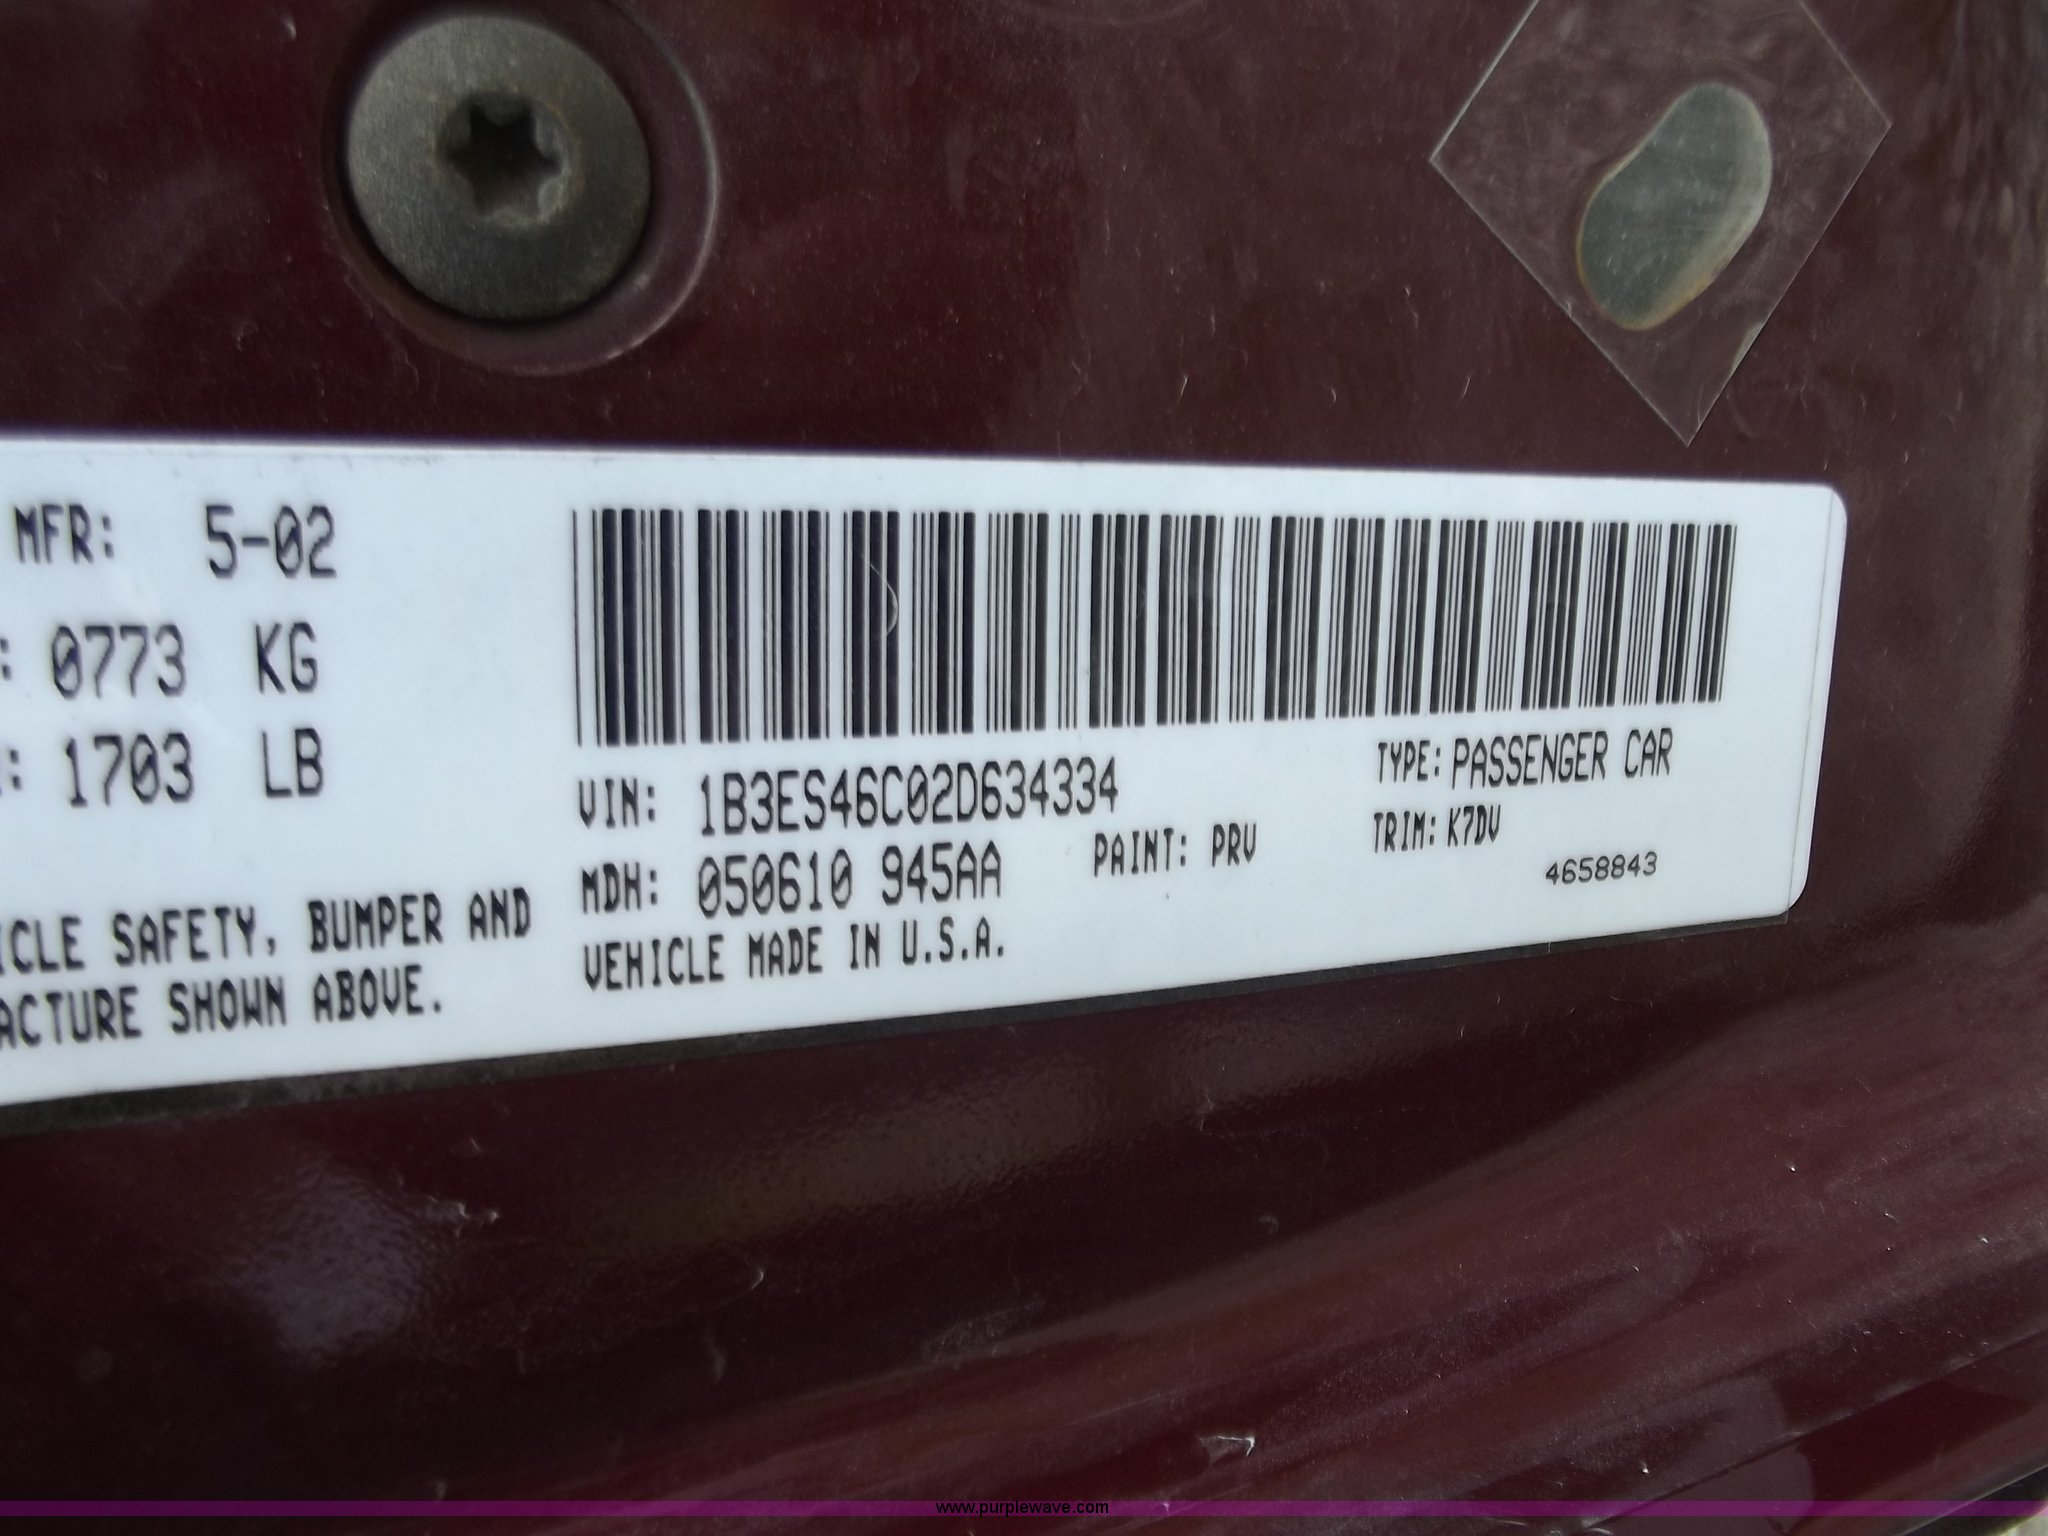 MFR: 5-02
: 0773 KG
: 1703 LB
ICLE SAFETY, BUMPER AND
ACTURE SHOWN ABOVE.
VIN: 1B3ES46C02D634334
MDH: 050610 945AA
PAINT: PRV
VEHICLE MADE IN U.S.A.
TYPE: PASSENGER CAR
TRIM: K7DV
4658843
www.purplewave.com